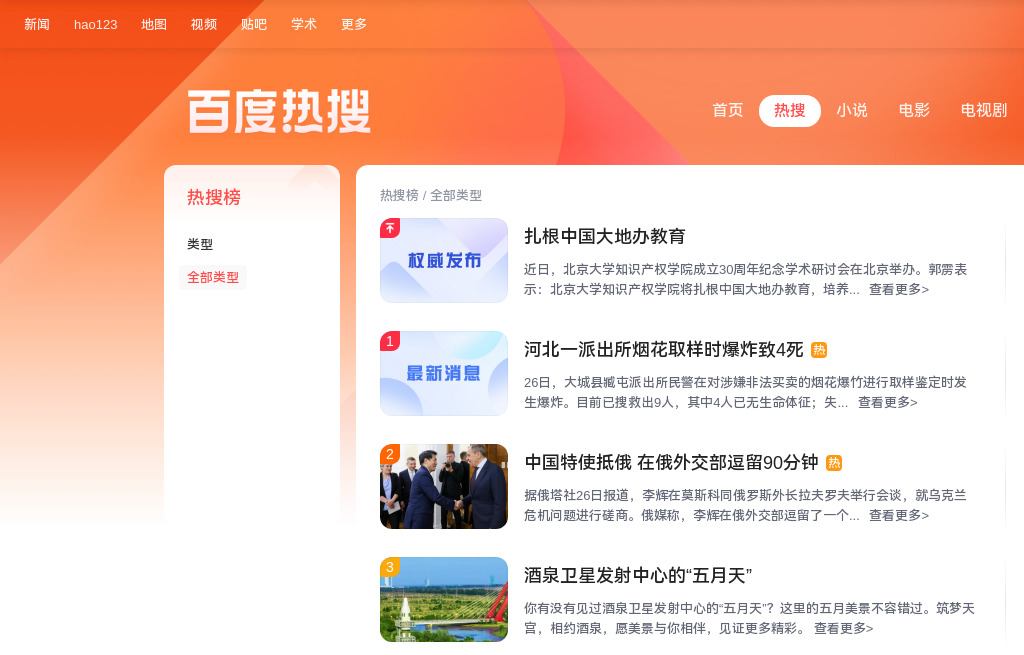 新闻 hao123 地图 视频 贴吧 学术 更多
百度热搜
首页 热搜 小说 电影 电视剧
热搜榜
类型
全部类型
热搜榜 / 全部类型
权威发布
扎根中国大地办教育
近日，北京大学知识产权学院成立30周年纪念学术研讨会在北京举办。郭雳表
示：北京大学知识产权学院将扎根中国大地办教育，培养... 查看更多>
1
最新消息
河北一派出所烟花取样时爆炸致4死 热
26日，大城县臧屯派出所民警在对涉嫌非法买卖的烟花爆竹进行取样鉴定时发
生爆炸。目前已搜救出9人，其中4人已无生命体征；失... 查看更多>
2
中国特使抵俄 在俄外交部逗留90分钟 热
据俄塔社26日报道，李辉在莫斯科同俄罗斯外长拉夫罗夫举行会谈，就乌克兰
危机问题进行磋商。俄媒称，李辉在俄外交部逗留了一个... 查看更多>
3
酒泉卫星发射中心的“五月天”
你有没有见过酒泉卫星发射中心的“五月天”？这里的五月美景不容错过。筑梦天
宫，相约酒泉，愿美景与你相伴，见证更多精彩。 查看更多>